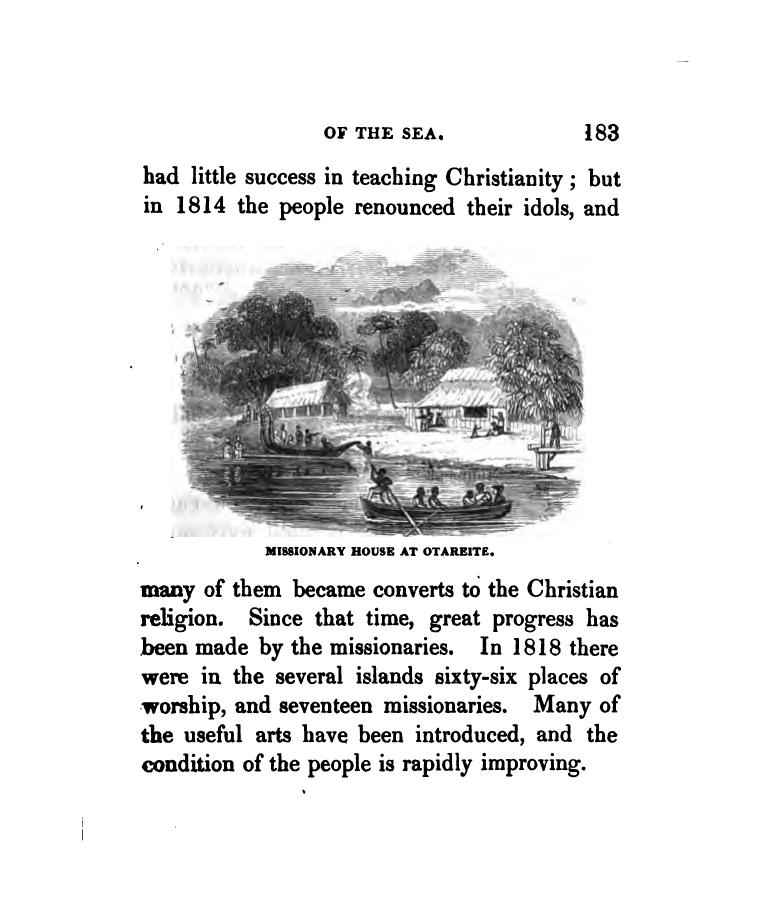 OF THE SEA. 183
had little success in teaching Christianity; but
in 1814 the people renounced their idols, and
MISSIONARY HOUSE AT OTAREITE.
many of them became converts to the Christian
religion. Since that time, great progress has
been made by the missionaries. In 1818 there
were in the several islands sixty-six places of
worship, and seventeen missionaries. Many of
the useful arts have been introduced, and the
condition of the people is rapidly improving.